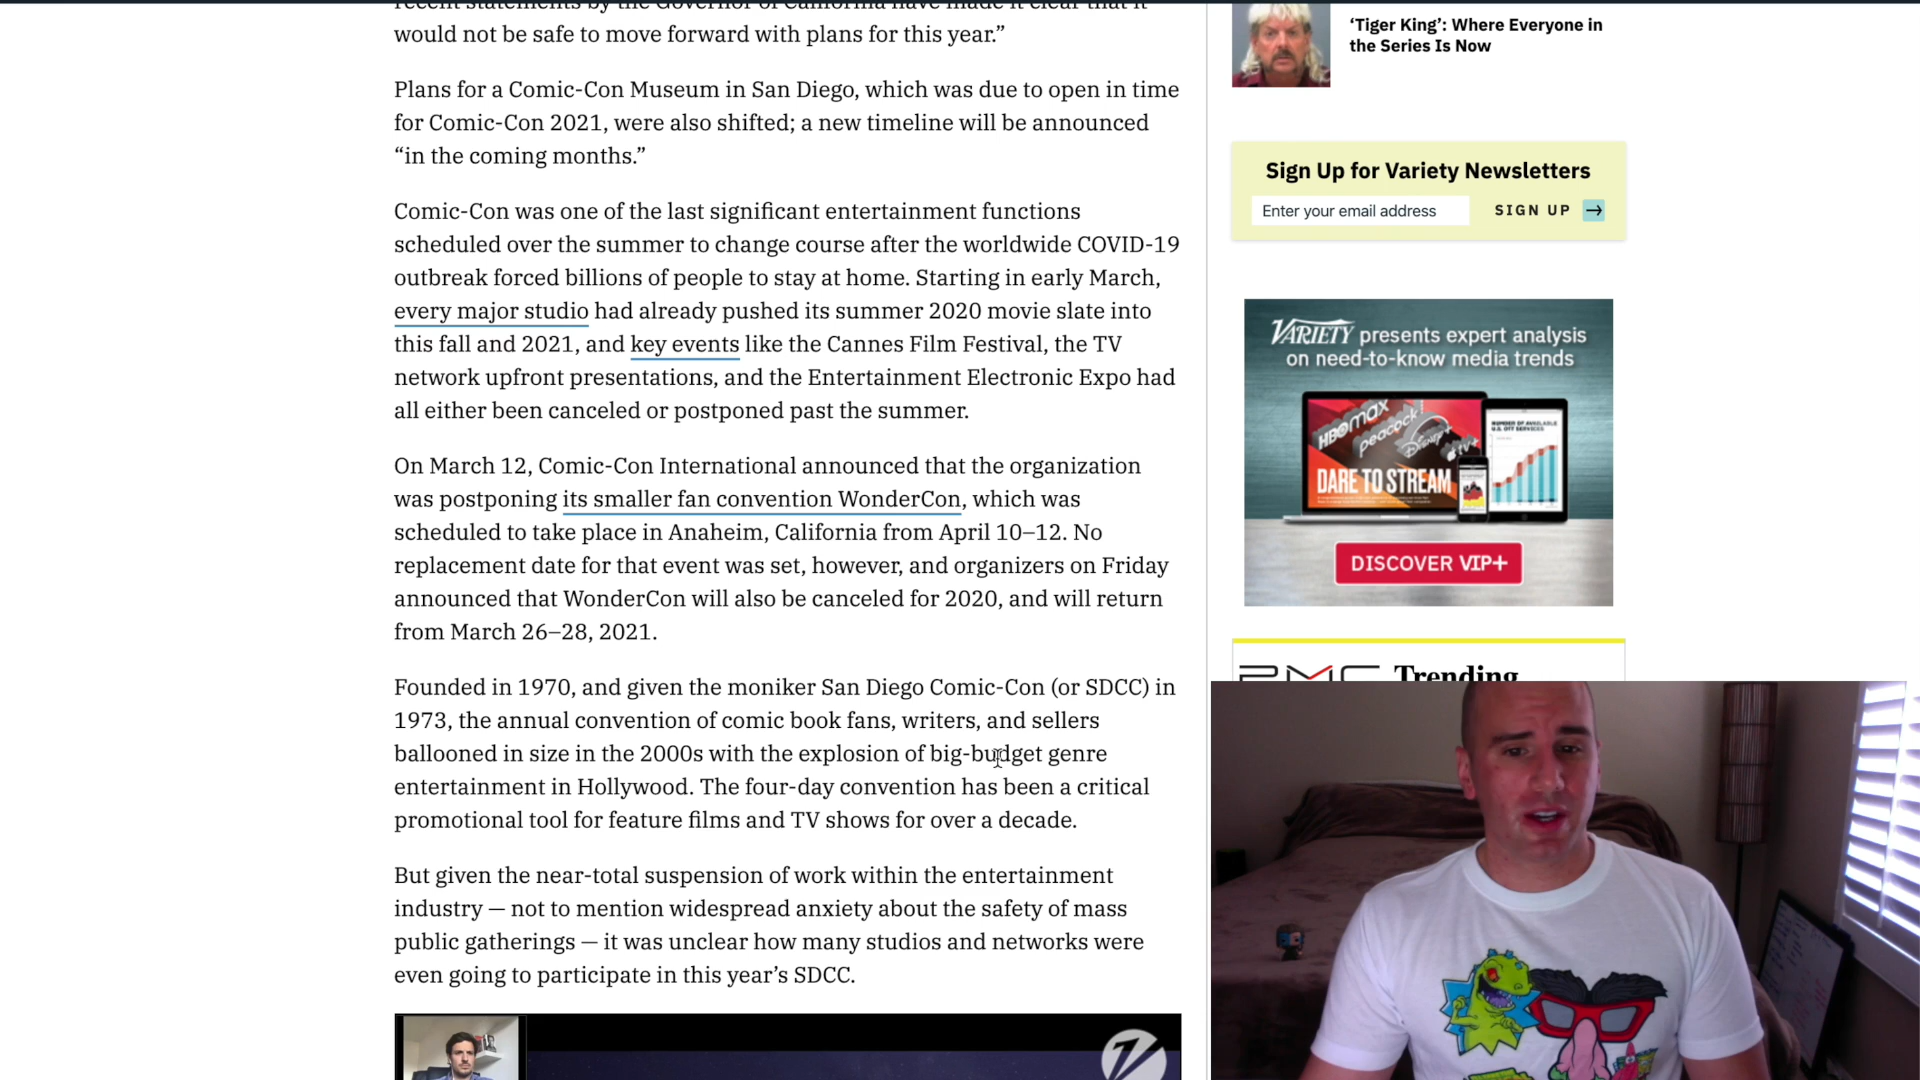 would not be safe to move forward with plans for this year.”
Plans for a Comic-Con Museum in San Diego, which was due to open in time
for Comic-Con 2021, were also shifted; a new timeline will be announced
“in the coming months.”
Comic-Con was one of the last significant entertainment functions
scheduled over the summer to change course after the worldwide COVID-19
outbreak forced billions of people to stay at home. Starting in early March,
every major studio had already pushed its summer 2020 movie slate into
this fall and 2021, and key events like the Cannes Film Festival, the TV
network upfront presentations, and the Entertainment Electronic Expo had
all either been canceled or postponed past the summer.
On March 12, Comic-Con International announced that the organization
was postponing its smaller fan convention WonderCon, which was
scheduled to take place in Anaheim, California from April 10–12. No
replacement date for that event was set, however, and organizers on Friday
announced that WonderCon will also be canceled for 2020, and will return
from March 26–28, 2021.
Founded in 1970, and given the moniker San Diego Comic-Con (or SDCC) in
1973, the annual convention of comic book fans, writers, and sellers
ballooned in size in the 2000s with the explosion of big-budget genre
entertainment in Hollywood. The four-day convention has been a critical
promotional tool for feature films and TV shows for over a decade.
But given the near-total suspension of work within the entertainment
industry — not to mention widespread anxiety about the safety of mass
public gatherings — it was unclear how many studios and networks were
even going to participate in this year’s SDCC.
‘Tiger King’: Where Everyone in
the Series Is Now
Sign Up for Variety Newsletters
Enter your email address SIGN UP →
VARIETY presents expert analysis
on need-to-know media trends
HBOMAX
peacock
Disney+
tv+
DARE TO STREAM
NUMBER OF AVAILABLE
U.S. OTT SERVICES
DISCOVER VIP+
PMC Trending